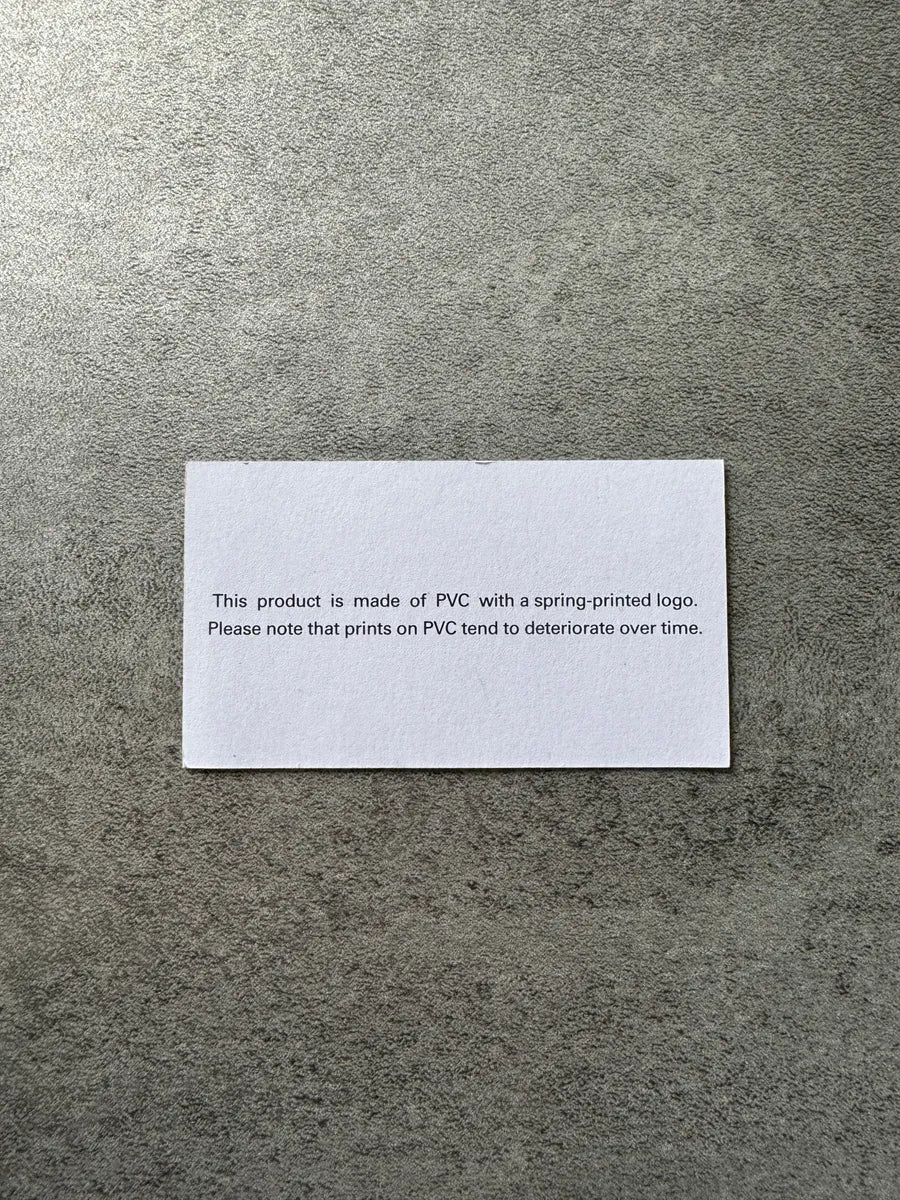 This product is made of PVC with a spring-printed logo.
Please note that prints on PVC tend to deteriorate over time.